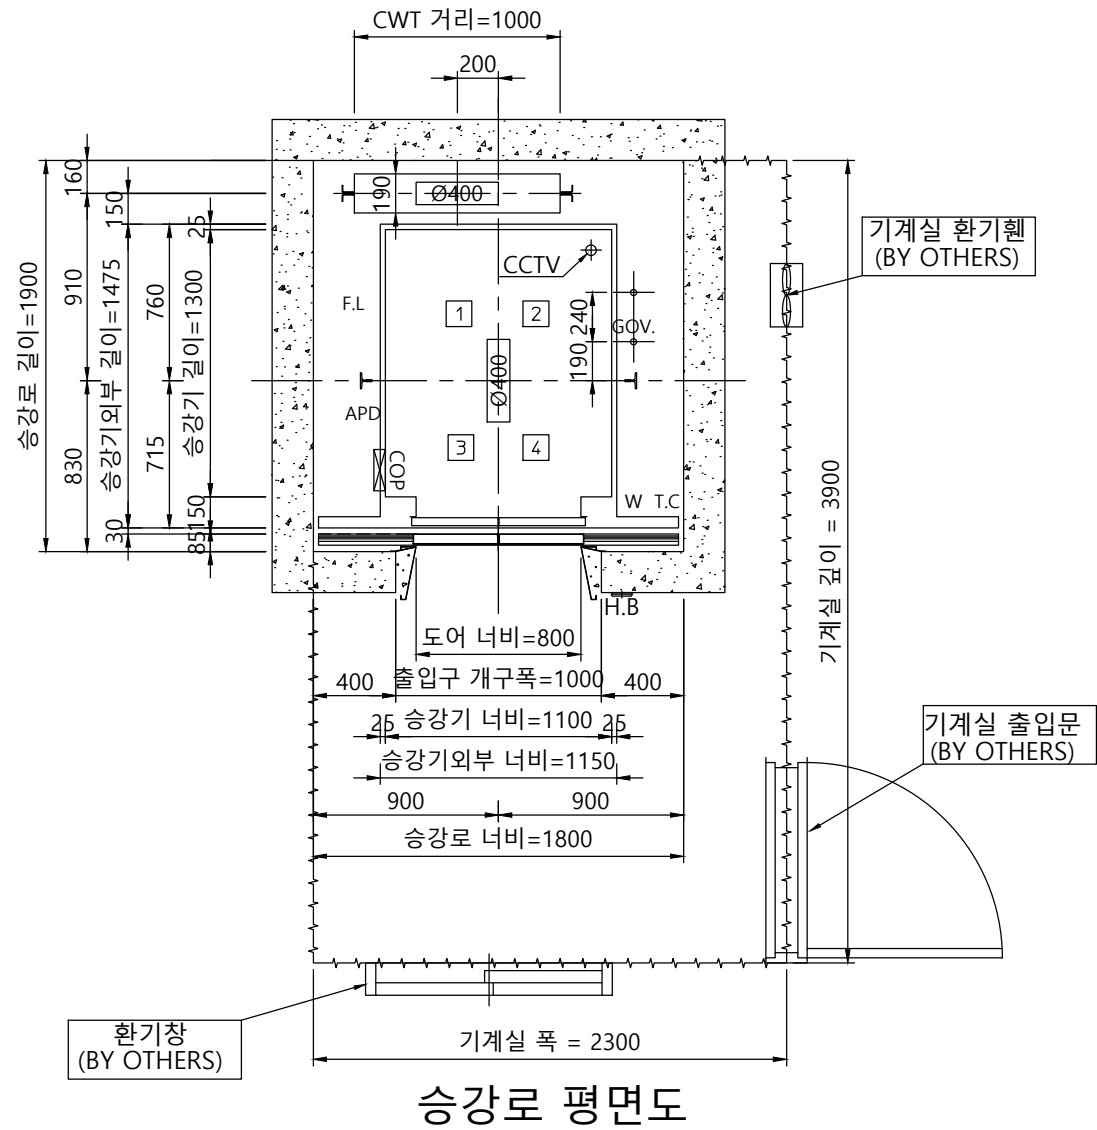 CWT 거리=1000
200
160
150
25
190
Ø400
기계실 환기휀
(BY OTHERS)
CCTV
F.L
1
2
240
GOV.
190
Ø400
승강로 길이=1900
910
승강기외부 길이=1475
760
승강기 길이=1300
APD
3
4
COP
830
715
W
T.C
150
30
85
H.B
기계실 깊이 = 3900
도어 너비=800
400
출입구 개구폭=1000
400
25
승강기 너비=1100
25
기계실 출입문
(BY OTHERS)
승강기외부 너비=1150
900
900
승강로 너비=1800
환기창
(BY OTHERS)
기계실 폭 = 2300
승강로 평면도